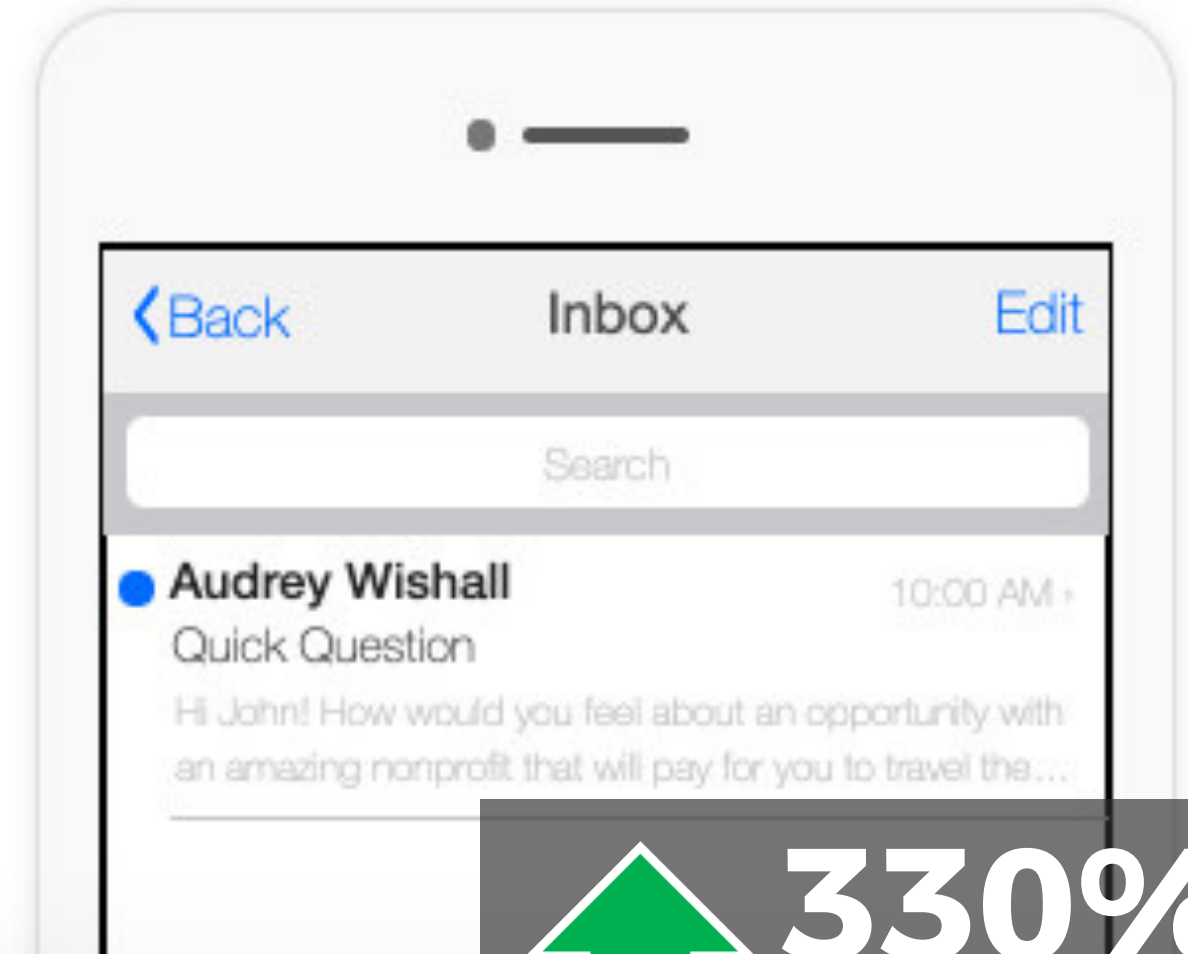 Back Inbox Edit
Search
Audrey Wishall 10:00 AM
Quick Question
Hi John! How would you feel about an opportunity with
an amazing nonprofit that will pay for you to travel the...
330%